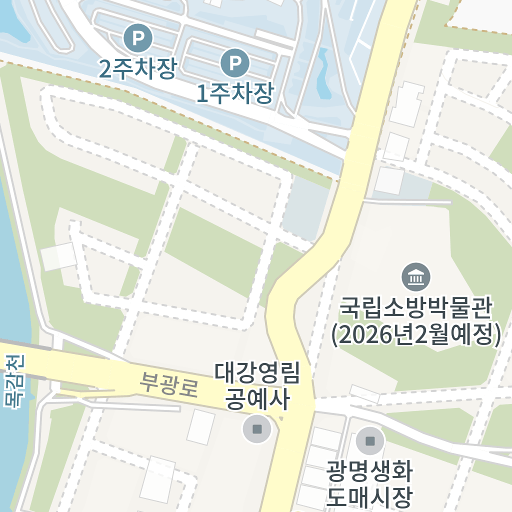 P
P
2주차장
1주차장
국립소방박물관
(2026년2월예정)
목감천
부광로
대강영림
공예사
광명생화
도매시장